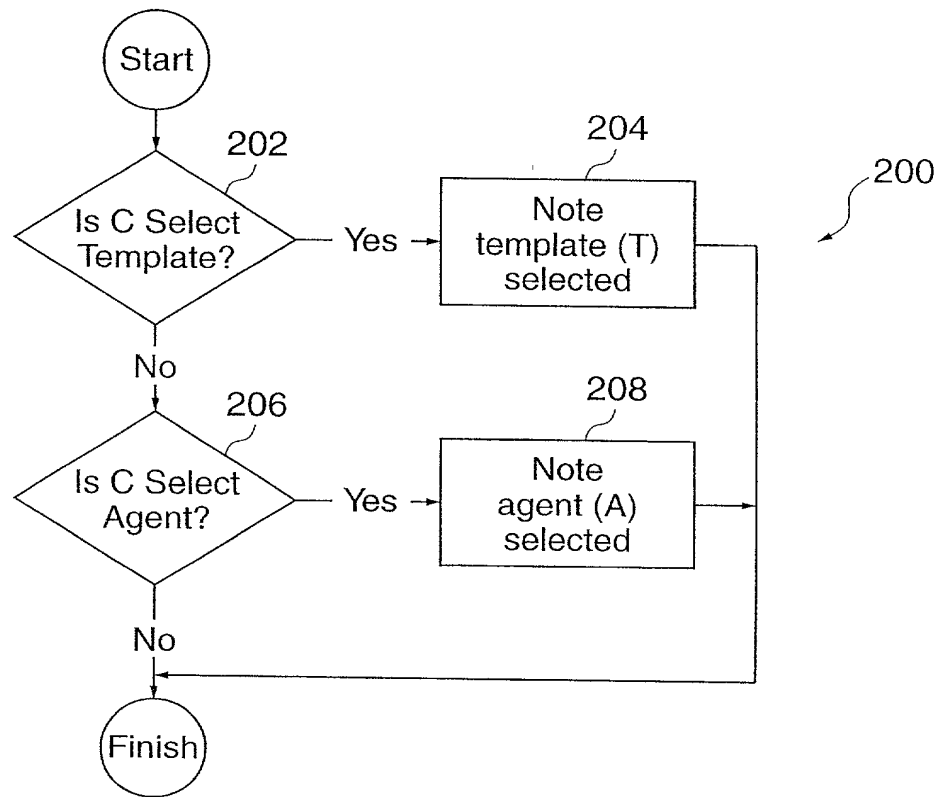 Start
202
Is C Select
Template?
Yes
204
Note
template (T)
selected
200
No
206
Is C Select
Agent?
Yes
208
Note
agent (A)
selected
No
Finish